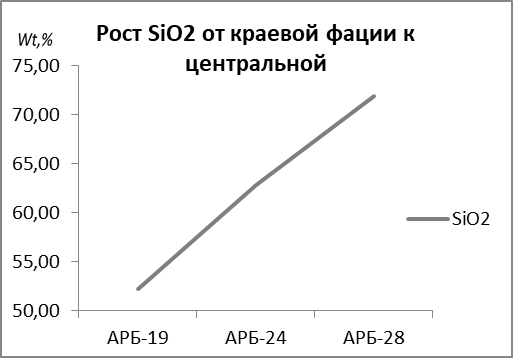 Рост SiO2 от краевой фации к
центральной
Wt,%
75,00
70,00
65,00
60,00
55,00
50,00
АРБ-19
АРБ-24
АРБ-28
SiO2